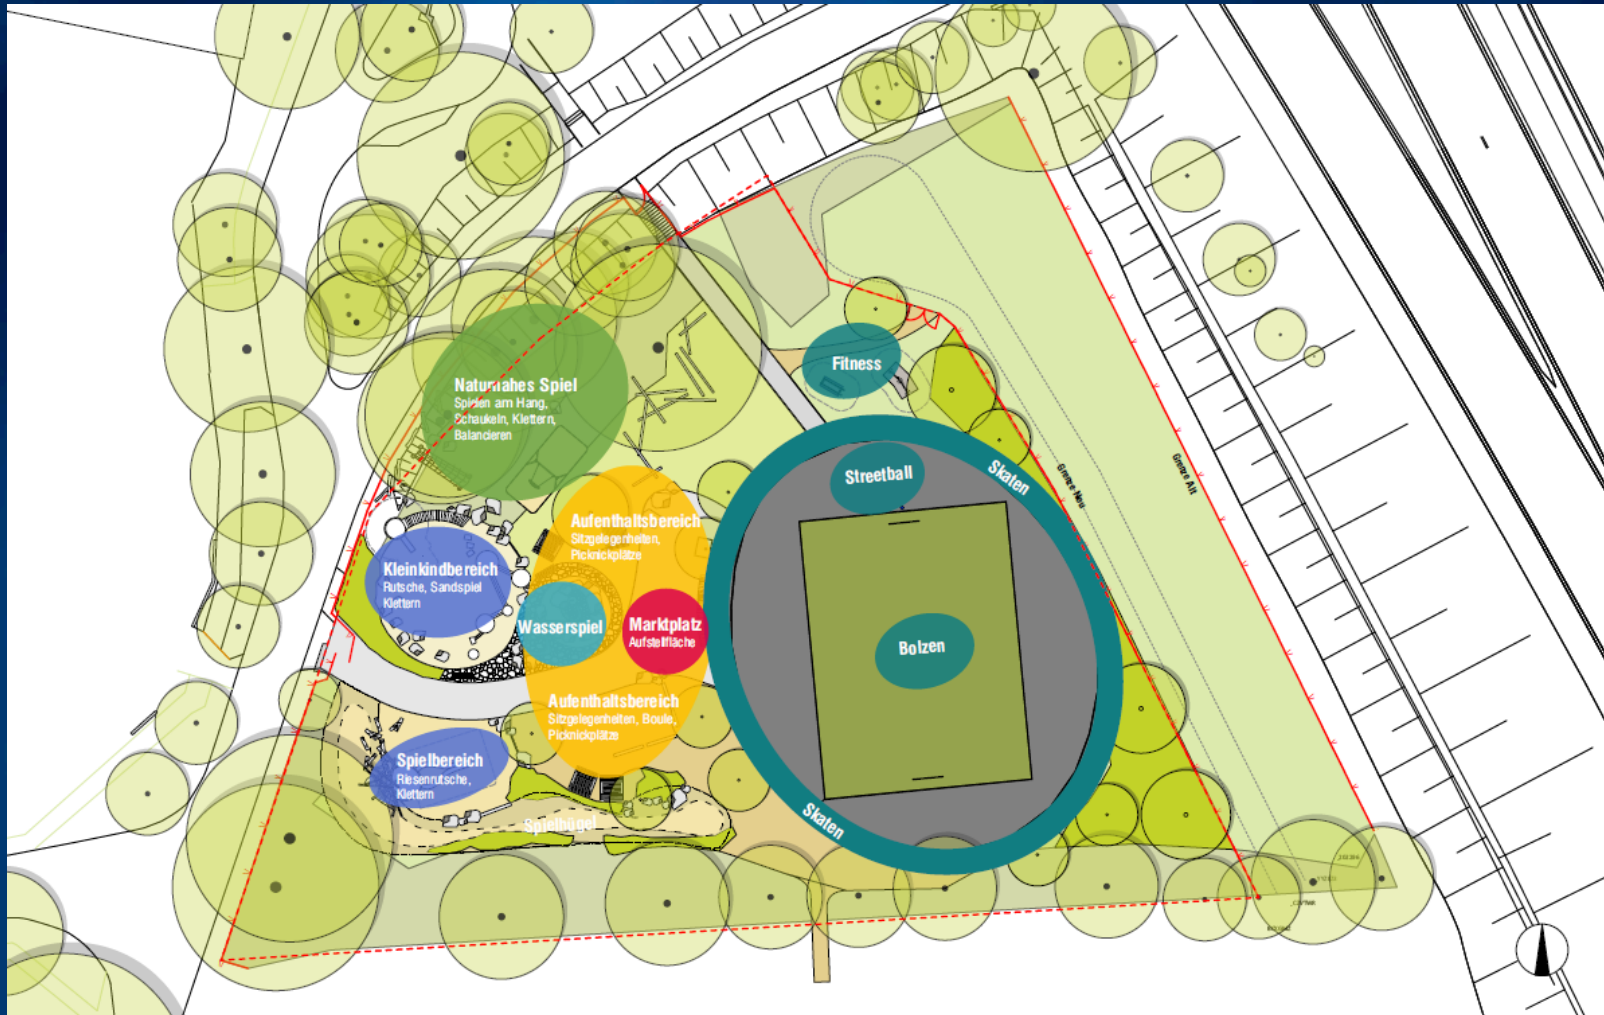 Fitness
Naturnahes Spiel
Spielen am Hang,
Schaukeln, Klettern,
Balancieren
Streetball
Skaten
Grenze Neu
Grenze Alt
Aufenthaltsbereich
Sitzgelegenheiten,
Picknickplätze
Kleinkindbereich
Rutsche, Sandspiel
Klettern
Wasserspiel
Marktplatz
Aufstellfläche
Bolzen
Aufenthaltsbereich
Sitzgelegenheiten, Boule,
Picknickplätze
Spielbereich
Riesenrutsche,
Klettern
Spielhügel
Skaten